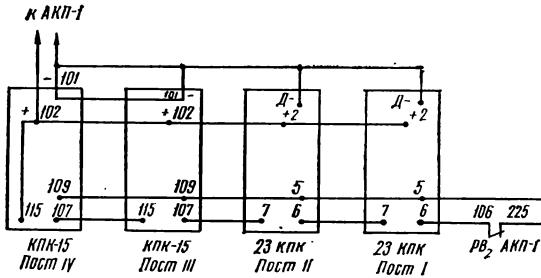 К АКП-1
- 101 101 - Д- Д-
+ 102 + 102 +2 +2
109 109 5 5
115 107 115 107 7 6 7 6 106 225
КПК-15 КПК-15 23 КПК 23 КПК РВ2 АКП-1
Пост IV Пост III Пост II Пост I